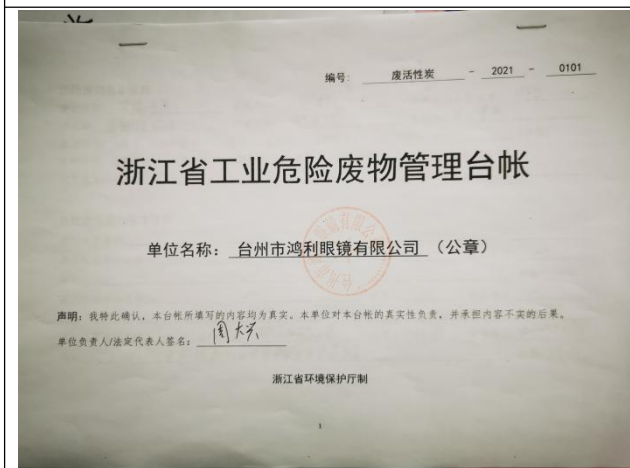 编号： 废活性炭 - 2021 - 0101
浙江省工业危险废物管理台帐
单位名称： 台州市鸿利眼镜有限公司 （公章）
声明：我特此确认，本台帐所填写的内容均为真实。本单位对本台帐的真实性负责，并承担内容不实的后果。
单位负责人/法定代表人签名： 周大兴
浙江省环境保护厅制
1